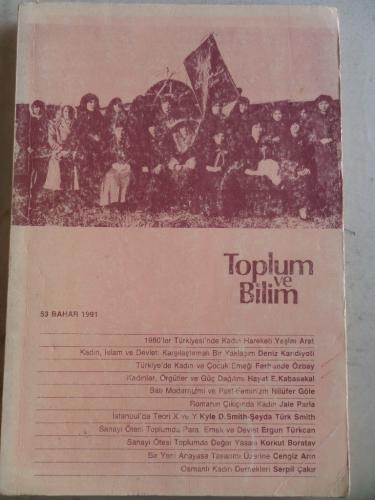 Toplum
ve
Bilim
53 BAHAR 1991
1980'ler Türkiyesi'nde Kadın Hareketi Yeşim Arat
Kadın, İslam ve Devlet: Karşılaştırmalı Bir Yaklaşım Deniz Kandiyoti
Türkiye'de Kadın ve Çocuk Emeği Ferhunde Özbay
Kadınlar, Örgütler ve Güç Dağılımı Hayat E.Kabasakal
Batı Modernizmi ve Post-Feminizm Nilüfer Göle
Romanın Çıkışında Kadın Jale Parla
İstanbul'da Teori X ve Y Kyle D.Smith-Şeyda Türk Smith
Sanayi Ötesi Toplumda Para, Emek ve Devlet Ergun Türkcan
Sanayi Ötesi Toplumda Değer Yasası Korkut Boratav
Bir Yeni Anayasa Tasarımı Üzerine Cengiz Arın
Osmanlı Kadın Dernekleri Serpil Çakır